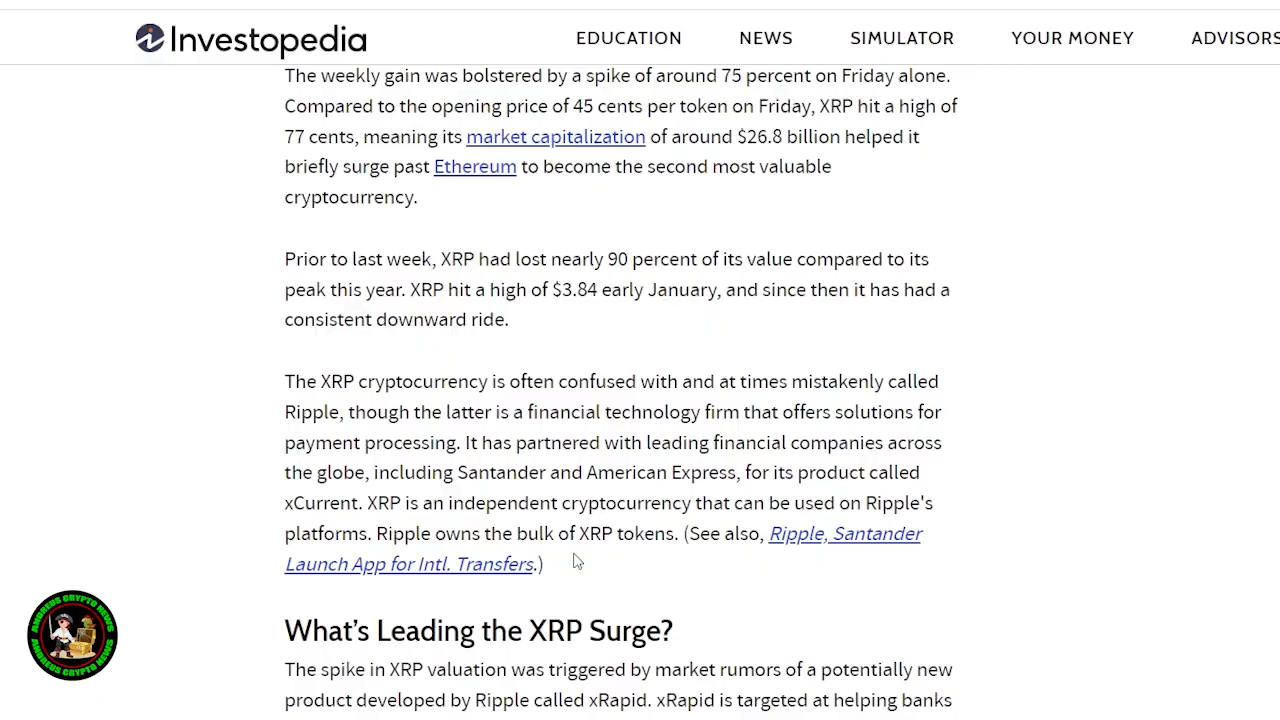 Investopedia
EDUCATION NEWS SIMULATOR YOUR MONEY ADVISORS
The weekly gain was bolstered by a spike of around 75 percent on Friday alone.
Compared to the opening price of 45 cents per token on Friday, XRP hit a high of
77 cents, meaning its market capitalization of around $26.8 billion helped it
briefly surge past Ethereum to become the second most valuable
cryptocurrency.
Prior to last week, XRP had lost nearly 90 percent of its value compared to its
peak this year. XRP hit a high of $3.84 early January, and since then it has had a
consistent downward ride.
The XRP cryptocurrency is often confused with and at times mistakenly called
Ripple, though the latter is a financial technology firm that offers solutions for
payment processing. It has partnered with leading financial companies across
the globe, including Santander and American Express, for its product called
xCurrent. XRP is an independent cryptocurrency that can be used on Ripple's
platforms. Ripple owns the bulk of XRP tokens. (See also, Ripple, Santander
Launch App for Intl. Transfers.)
What’s Leading the XRP Surge?
The spike in XRP valuation was triggered by market rumors of a potentially new
product developed by Ripple called xRapid. xRapid is targeted at helping banks
ANDREUS CRYPTO NEWS
ANDREUS CRYPTO NEWS